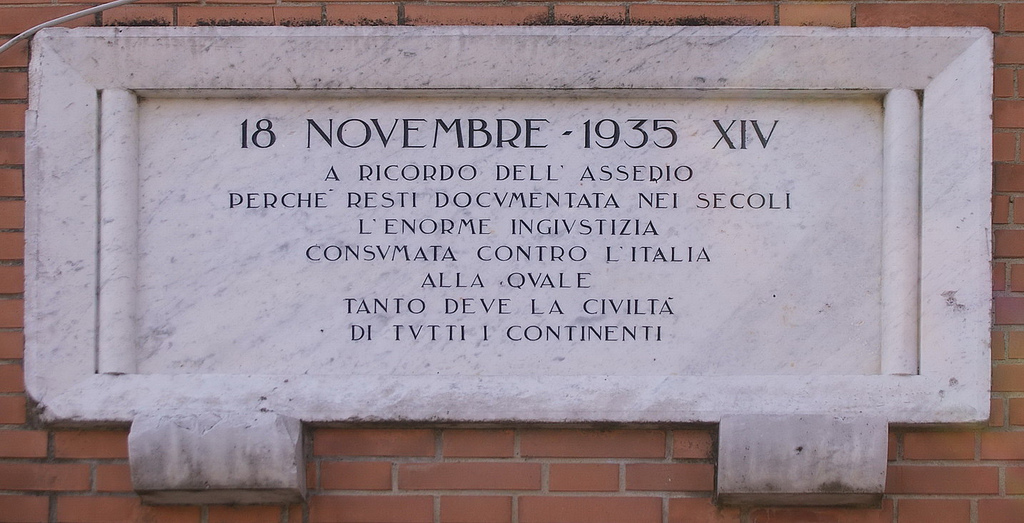 18 NOVEMBRE - 1935 XIV
A RICORDO DELL' ASSEDIO
PERCHE' RESTI DOCVMENTATA NEI SECOLI
L'ENORME INGIVSTIZIA
CONSVMATA CONTRO L'ITALIA
ALLA QVALE
TANTO DEVE LA CIVILTÀ
DI TVTTI I CONTINENTI